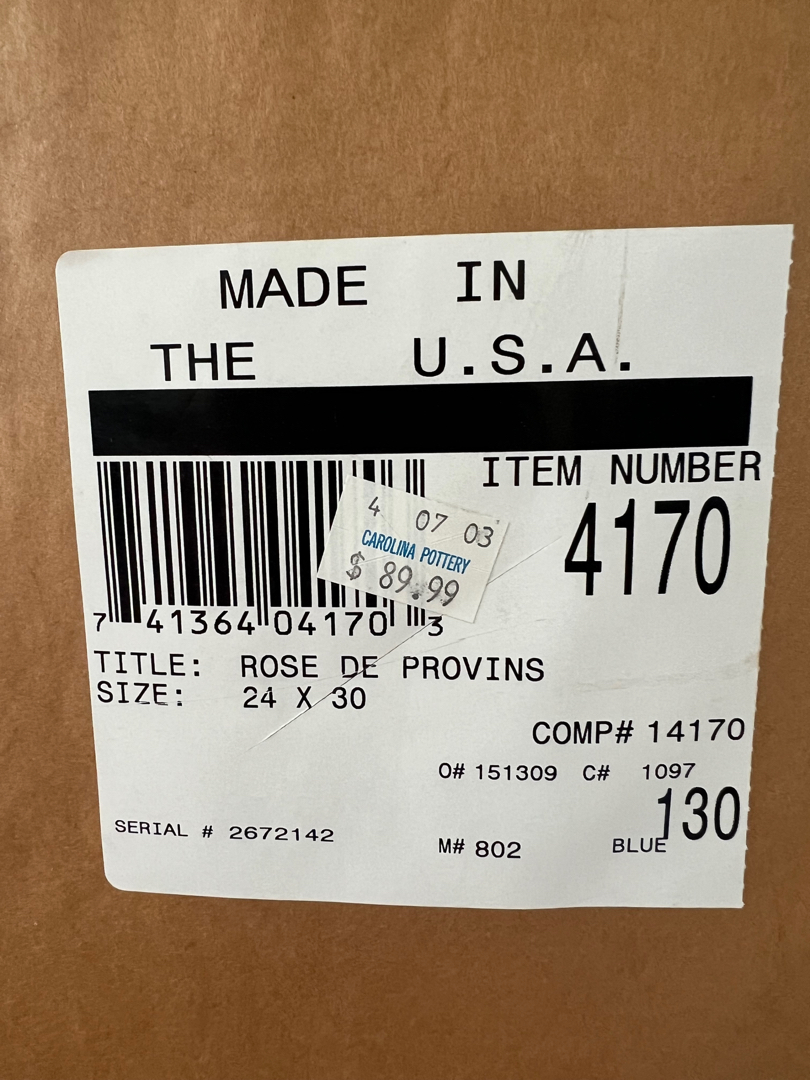 MADE IN
THE U.S.A.
ITEM NUMBER
4170
4 07 03
CAROLINA POTTERY
$ 89.99
7 41364 04170 3
TITLE: ROSE DE PROVINS
SIZE: 24 X 30
COMP# 14170
O# 151309 C# 1097
130
SERIAL # 2672142
M# 802 BLUE